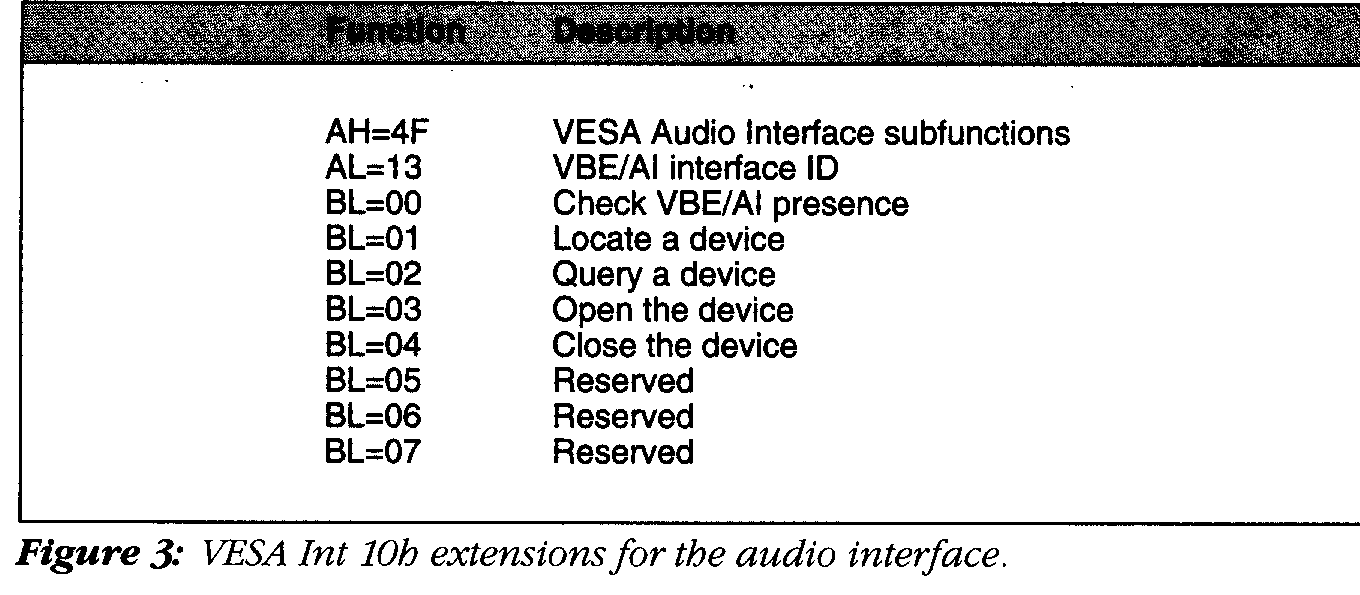 Function Description
AH=4F VESA Audio Interface subfunctions
AL=13 VBE/AI interface ID
BL=00 Check VBE/AI presence
BL=01 Locate a device
BL=02 Query a device
BL=03 Open the device
BL=04 Close the device
BL=05 Reserved
BL=06 Reserved
BL=07 Reserved
Figure 3: VESA Int 10h extensions for the audio interface.